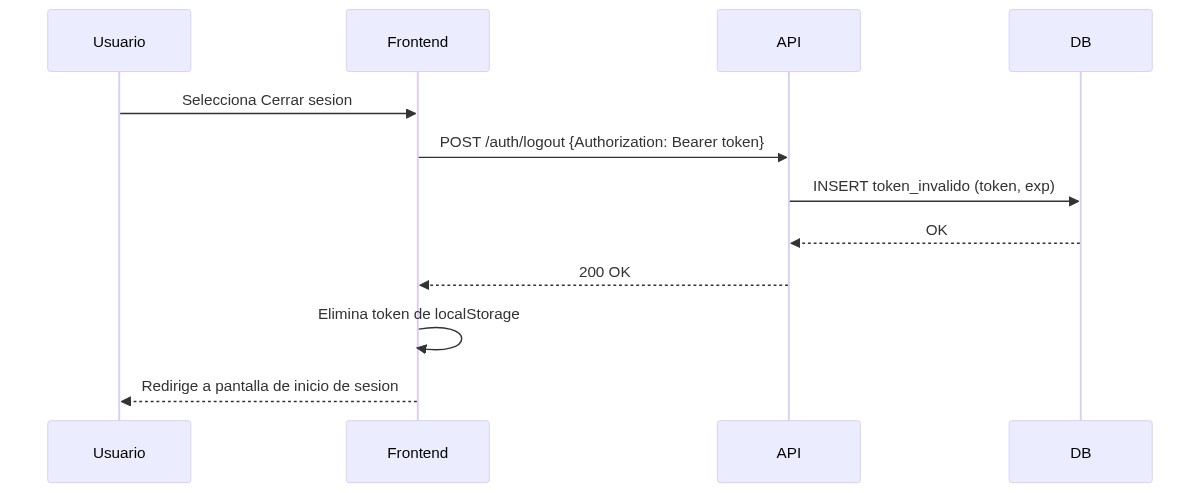 Usuario
Frontend
API
DB
Selecciona Cerrar sesion
POST /auth/logout {Authorization: Bearer token}
INSERT token_invalido (token, exp)
OK
200 OK
Elimina token de localStorage
Redirige a pantalla de inicio de sesion
Usuario
Frontend
API
DB